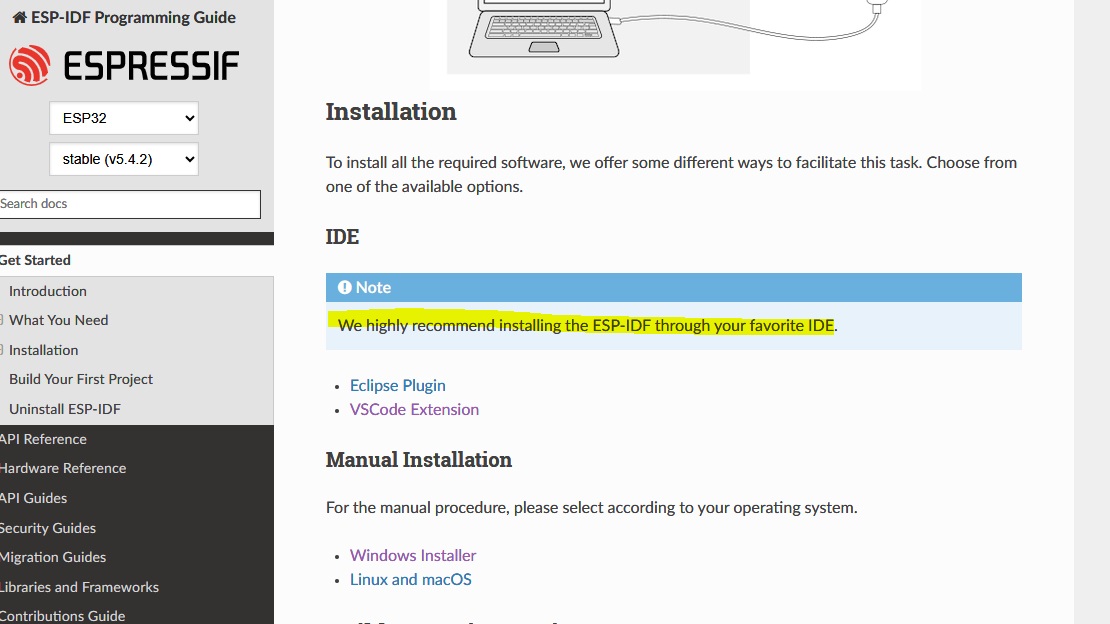 ESP-IDF Programming Guide
ESPRESSIF
ESP32
stable (v5.4.2)
Search docs
Get Started
Introduction
What You Need
Installation
Build Your First Project
Uninstall ESP-IDF
API Reference
Hardware Reference
API Guides
Security Guides
Migration Guides
Libraries and Frameworks
Contributions Guide
Installation
To install all the required software, we offer some different ways to facilitate this task. Choose from
one of the available options.
IDE
Note
We highly recommend installing the ESP-IDF through your favorite IDE.
Eclipse Plugin
VSCode Extension
Manual Installation
For the manual procedure, please select according to your operating system.
Windows Installer
Linux and macOS